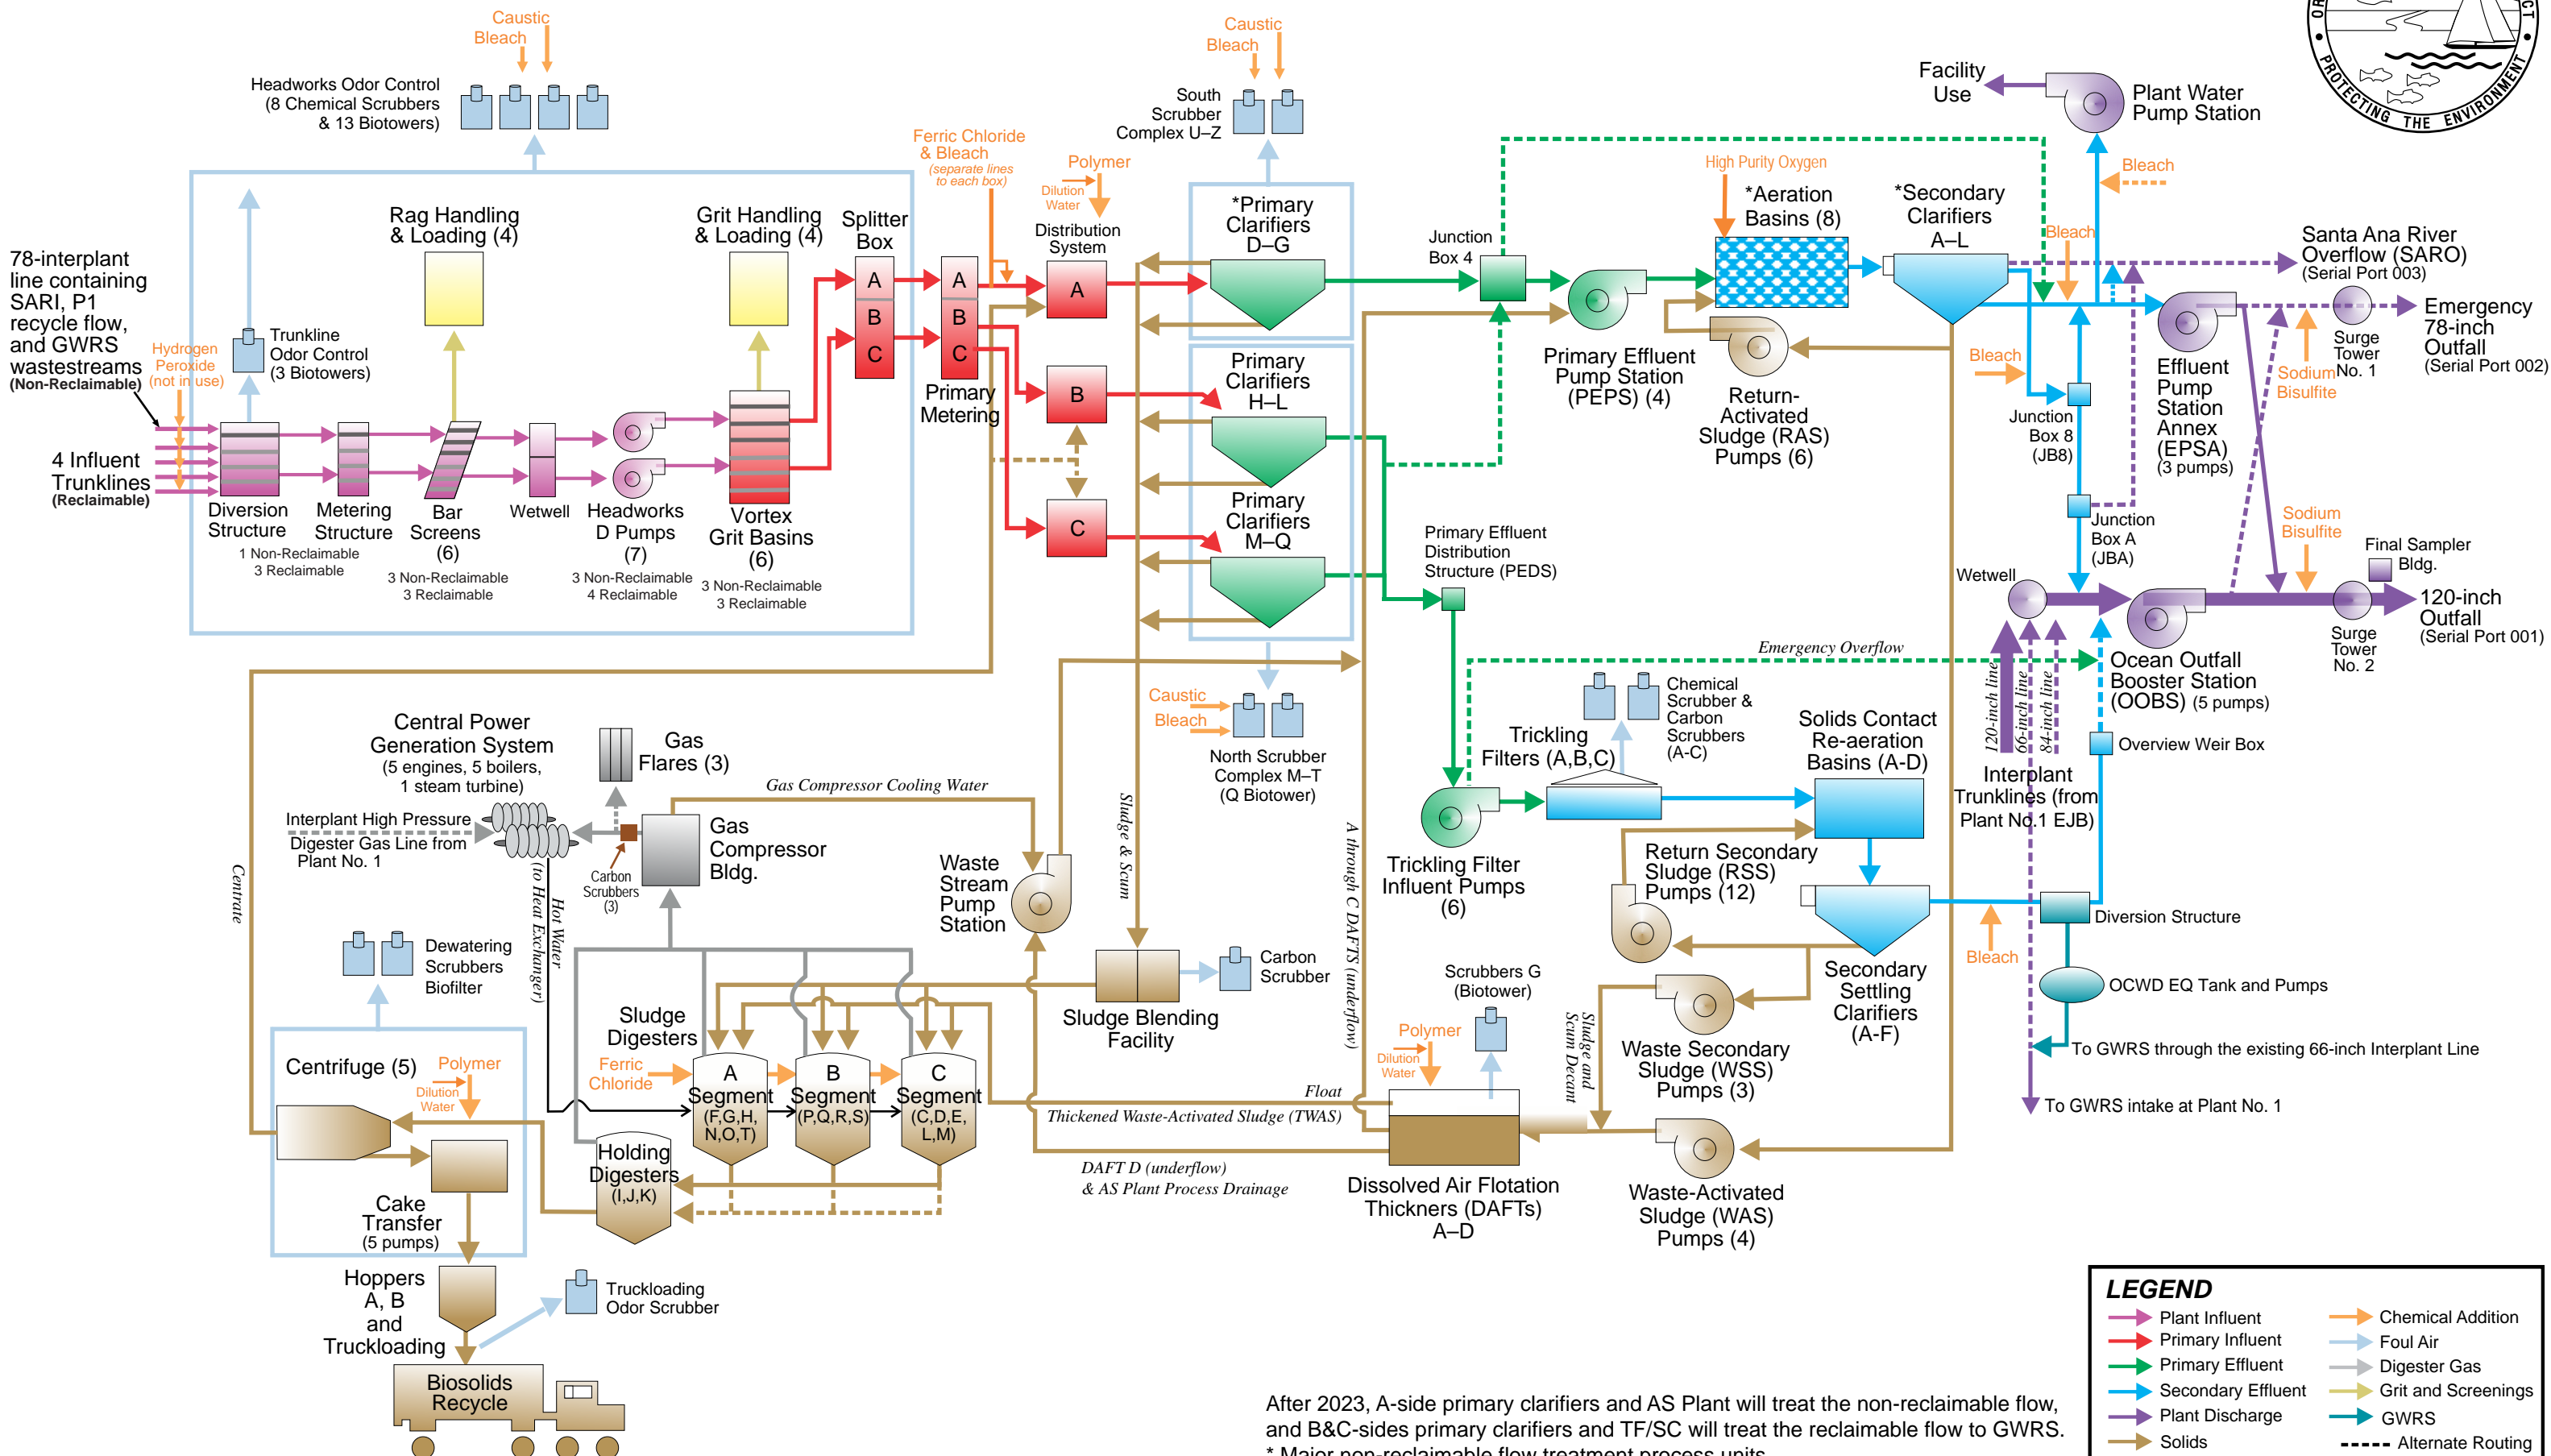 Caustic
Bleach
Headworks Odor Control
(8 Chemical Scrubbers
& 13 Biotowers)
Caustic
Bleach
South
Scrubber
Complex U–Z
Facility
Use
Plant Water
Pump Station
PROTECTING THE ENVIRONMENT
Bleach
Ferric Chloride
& Bleach
(separate lines
to each box)
Polymer
Dilution
Water
Distribution
System
High Purity Oxygen
*Aeration
Basins (8)
*Secondary
Clarifiers
A–L
Bleach
Santa Ana River
Overflow (SARO)
(Serial Port 003)
Rag Handling
& Loading (4)
Grit Handling
& Loading (4)
Splitter
Box
A
B
C
A
B
C
Primary
Metering
A
B
C
*Primary
Clarifiers
D–G
Primary
Clarifiers
H–L
Primary
Clarifiers
M–Q
Junction
Box 4
78-interplant
line containing
SARI, P1
recycle flow,
and GWRS
wastestreams
(Non-Reclaimable)
Hydrogen
Peroxide
(not in use)
Trunkline
Odor Control
(3 Biotowers)
4 Influent
Trunklines
(Reclaimable)
Diversion
Structure
1 Non-Reclaimable
3 Reclaimable
Metering
Structure
Bar
Screens
(6)
3 Non-Reclaimable
3 Reclaimable
Wetwell
Headworks
D Pumps
(7)
3 Non-Reclaimable
4 Reclaimable
Vortex
Grit Basins
(6)
3 Non-Reclaimable
3 Reclaimable
Primary Effluent
Pump Station
(PEPS) (4)
Return-
Activated
Sludge (RAS)
Pumps (6)
Bleach
Junction
Box 8
(JB8)
Effluent
Pump
Station
Annex
(EPSA)
(3 pumps)
Sodium
Bisulfite
Surge
Tower
No. 1
Emergency
78-inch
Outfall
(Serial Port 002)
Junction
Box A
(JBA)
Sodium
Bisulfite
Final Sampler
Bldg.
Wetwell
120-inch
Outfall
(Serial Port 001)
Surge
Tower
No. 2
Primary Effluent
Distribution
Structure (PEDS)
Emergency Overflow
Ocean Outfall
Booster Station
(OOBS) (5 pumps)
120-inch line
66-inch line
84-inch line
Overview Weir Box
Interplant
Trunklines (from
Plant No.1 EJB)
Caustic
Bleach
North Scrubber
Complex M–T
(Q Biotower)
Chemical
Scrubber &
Carbon
Scrubbers
(A-C)
Trickling
Filters (A,B,C)
Solids Contact
Re-aeration
Basins (A-D)
Trickling Filter
Influent Pumps
(6)
Return Secondary
Sludge (RSS)
Pumps (12)
Bleach
Diversion Structure
OCWD EQ Tank and Pumps
To GWRS through the existing 66-inch Interplant Line
To GWRS intake at Plant No. 1
Secondary
Settling
Clarifiers
(A-F)
Waste Secondary
Sludge (WSS)
Pumps (3)
Sludge and
Scum Decant
Waste-Activated
Sludge (WAS)
Pumps (4)
Scrubbers G
(Biotower)
Polymer
Dilution
Water
Dissolved Air Flotation
Thickners (DAFTs)
A–D
A through C DAFTS (underflow)
Sludge & Scum
Central Power
Generation System
(5 engines, 5 boilers,
1 steam turbine)
Gas
Flares (3)
Gas Compressor Cooling Water
Interplant High Pressure
Digester Gas Line from
Plant No. 1
Carbon
Scrubbers
(3)
Gas
Compressor
Bldg.
Hot Water
(to Heat Exchanger)
Centrate
Waste
Stream
Pump
Station
Carbon
Scrubber
Sludge Blending
Facility
Dewatering
Scrubbers
Biofilter
Sludge
Digesters
Ferric
Chloride
A
Segment
(F,G,H,
N,O,T)
B
Segment
(P,Q,R,S)
C
Segment
(C,D,E,
L,M)
Float
Thickened Waste-Activated Sludge (TWAS)
DAFT D (underflow)
& AS Plant Process Drainage
Holding
Digesters
(I,J,K)
Centrifuge (5)
Polymer
Dilution
Water
Cake
Transfer
(5 pumps)
Hoppers
A, B
and
Truckloading
Truckloading
Odor Scrubber
Biosolids
Recycle
After 2023, A-side primary clarifiers and AS Plant will treat the non-reclaimable flow,
and B&C-sides primary clarifiers and TF/SC will treat the reclaimable flow to GWRS.
* Major non-reclaimable flow treatment process units
LEGEND
Plant Influent
Primary Influent
Primary Effluent
Secondary Effluent
Plant Discharge
Solids
Chemical Addition
Foul Air
Digester Gas
Grit and Screenings
GWRS
Alternate Routing